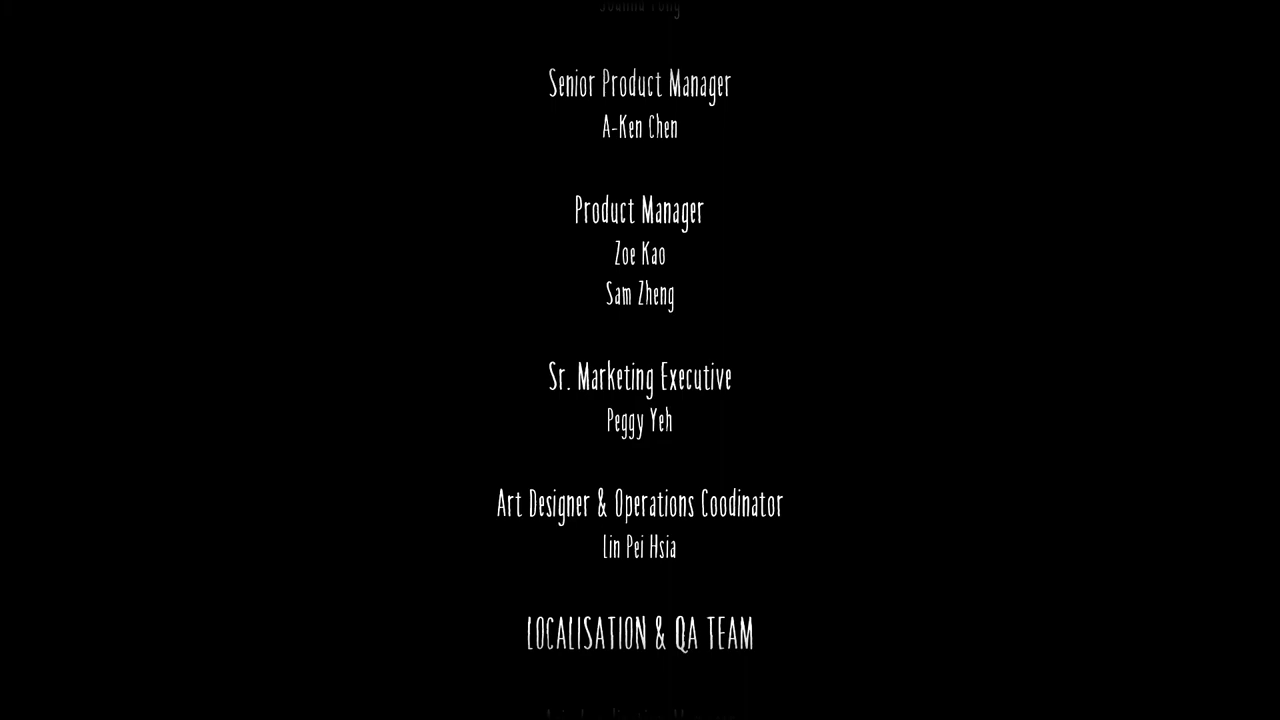 Senior Product Manager
A-Ken Chen
Product Manager
Zoe Kao
Sam Zheng
Sr. Marketing Executive
Peggy Yeh
Art Designer & Operations Coodinator
Lin Pei Hsia
LOCALISATION & QA TEAM